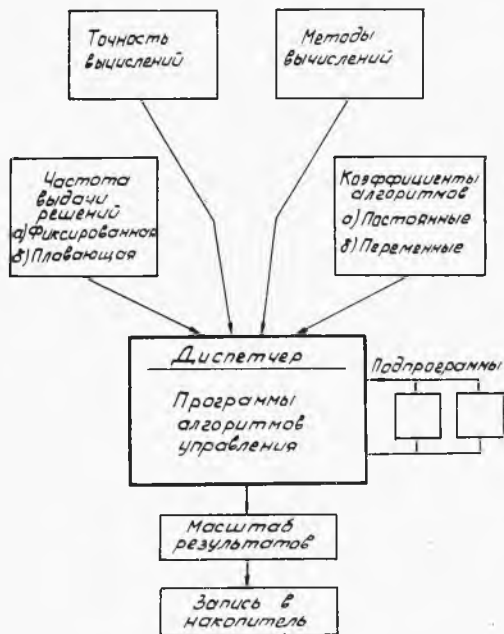 Точность
вычислений
Методы
вычислений
Частота
выдачи
решений
а) Фиксированная
б) Плавающая
Коэффициенты
алгоритмов
а) Постоянные
б) Переменные
Диспетчер
Программы
алгоритмов
управления
Подпрограммы
Масштаб
результатов
Запись в
накопитель